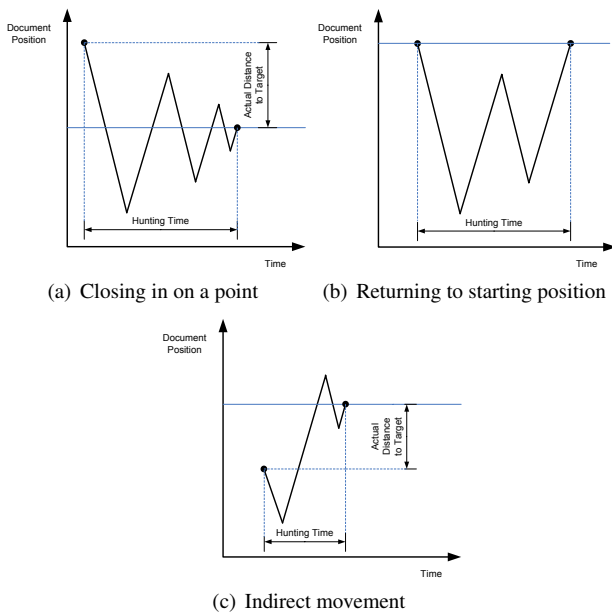 Document
Position
Actual Distance
to Target
Hunting Time
Time
(a) Closing in on a point
Document
Position
Hunting Time
Time
(b) Returning to starting position
Document
Position
Actual
Distance
to Target
Hunting Time
Time
(c) Indirect movement